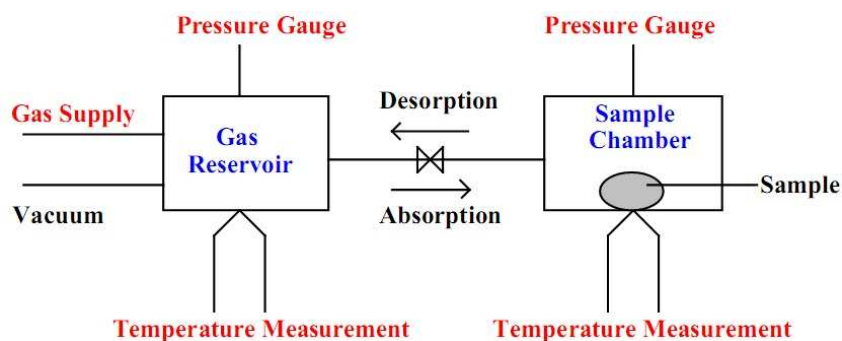 Pressure Gauge
Pressure Gauge
Gas Supply
Gas
Reservoir
Desorption
Sample
Chamber
Vacuum
Absorption
Sample
Temperature Measurement
Temperature Measurement